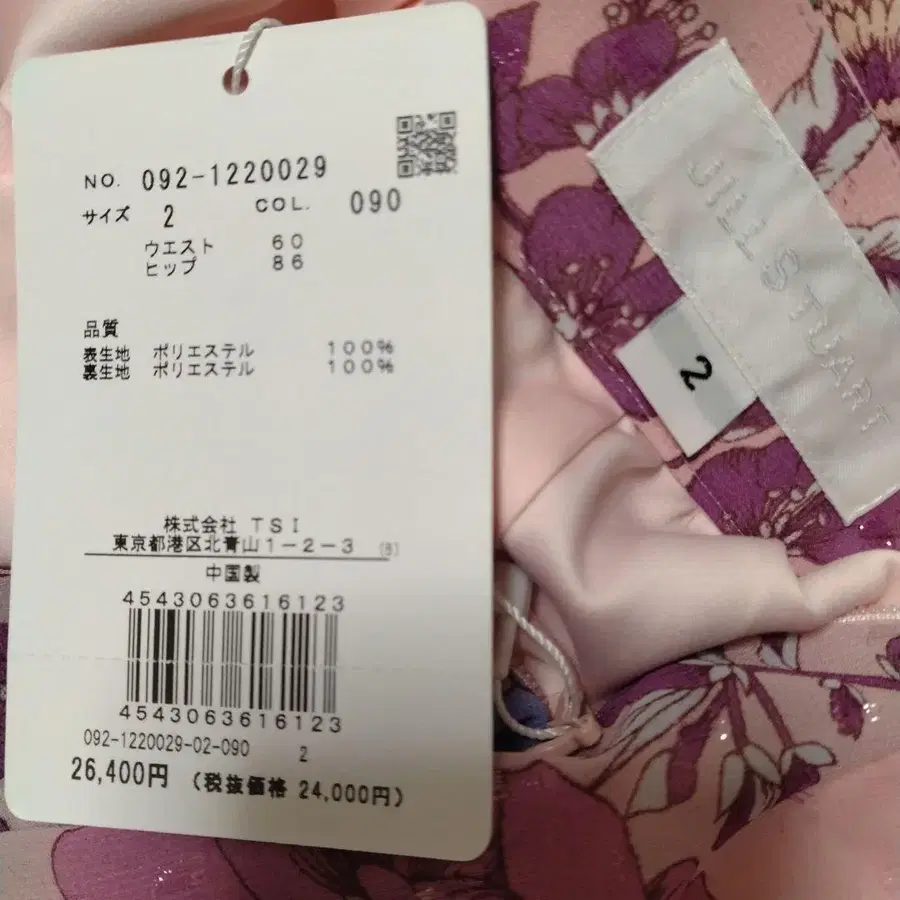 NO. 092-1220029
サイズ 2 COL. 090
ウエスト 60
ヒップ 86
品質
表生地 ポリエステル 100%
裏生地 ポリエステル 100%
株式会社 TSI
東京都港区北青山1-2-3 (8)
中国製
4543063616123
4543063616123
092-1220029-02-090 2
26,400円 (税抜価格 24,000円)
JILL STUART
2